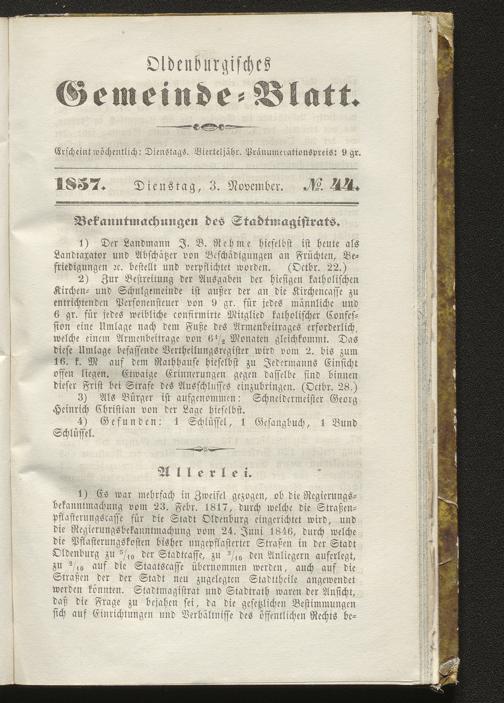 Oldenburgisches
Gemeinde-Blatt.
Erscheint wöchentlich: Dienstags. Vierteljähr. Pränumerationspreis: 9 gr.
1857. Dienstag, 3. November. №. 44.
Bekanntmachungen des Stadtmagistrats.
1) Der Landmann J. B. Rehme hieselbst ist heute als
Landtaxator und Abschätzer von Beschädigungen an Früchten, Be-
friedigungen ꝛc. bestellt und verpflichtet worden. (Octbr. 22.)
2) Zur Bestreitung der Ausgaben der hiesigen katholischen
Kirchen- und Schulgemeinde ist außer der an die Kirchencasse zu
entrichtenden Personensteuer von 9 gr. für jedes männliche und
6 gr. für jedes weibliche confirmirte Mitglied katholischer Confes-
sion eine Umlage nach dem Fuße des Armenbeitrages erforderlich,
welche einem Armenbeitrage von 6½ Monaten gleichkommt. Das
diese Umlage befassende Vertheilungsregister wird vom 2. bis zum
16. k. M. auf dem Rathhause hieselbst zu Jedermanns Einsicht
offen liegen. Etwaige Erinnerungen gegen dasselbe sind binnen
dieser Frist bei Strafe des Ausschlusses einzubringen. (Octbr. 28.)
3) Als Bürger ist aufgenommen: Schneidermeister Georg
Heinrich Christian von der Lage hieselbst.
4) Gefunden: 1 Schlüssel, 1 Gesangbuch, 1 Bund
Schlüssel.
Allerlei.
1) Es war mehrfach in Zweifel gezogen, ob die Regierungs-
bekanntmachung vom 23. Febr. 1817, durch welche die Straßen-
pflasterungscasse für die Stadt Oldenburg eingerichtet wird, und
die Regierungsbekanntmachung vom 24. Juni 1846, durch welche
die Pflasterungskosten bisher ungepflasterter Straßen in der Stadt
Oldenburg zu 5/10 der Stadtcasse, zu 3/10 den Anliegern auferlegt,
zu 2/10 auf die Staatscasse übernommen werden, auch auf die
Straßen der der Stadt neu zugelegten Stadttheile angewendet
werden könnten. Stadtmagistrat und Stadtrath waren der Ansicht,
daß die Frage zu bejahen sei, da die gesetzlichen Bestimmungen
sich auf Einrichtungen und Verhältnisse des öffentlichen Rechts be-